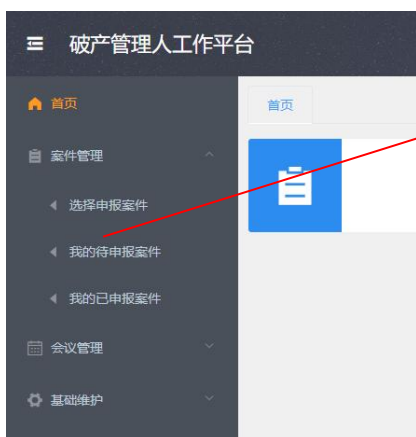 破产管理人工作平台
首页
首页
案件管理
选择申报案件
我的待申报案件
我的已申报案件
会议管理
基础维护